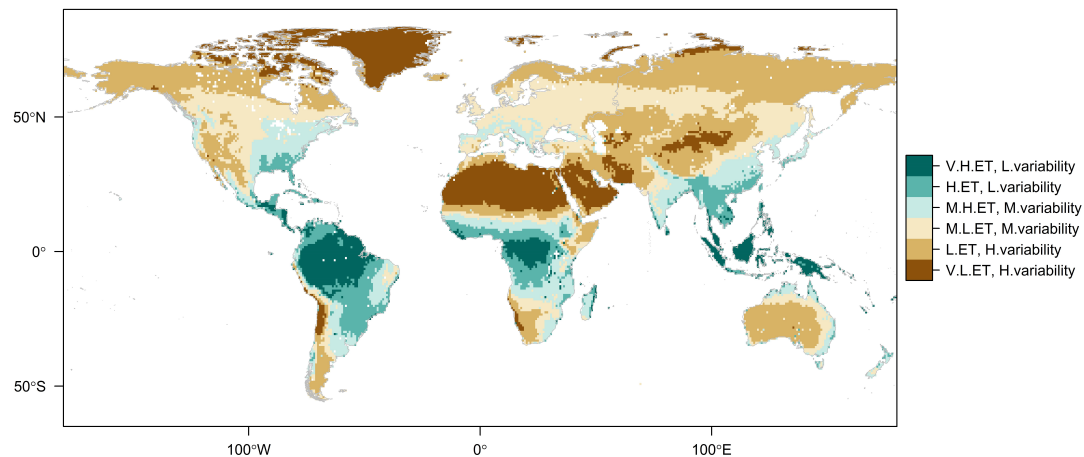 50°N
0°
50°S
100°W
0°
100°E
V.H.ET, L.variability
H.ET, L.variability
M.H.ET, M.variability
M.L.ET, M.variability
L.ET, H.variability
V.L.ET, H.variability